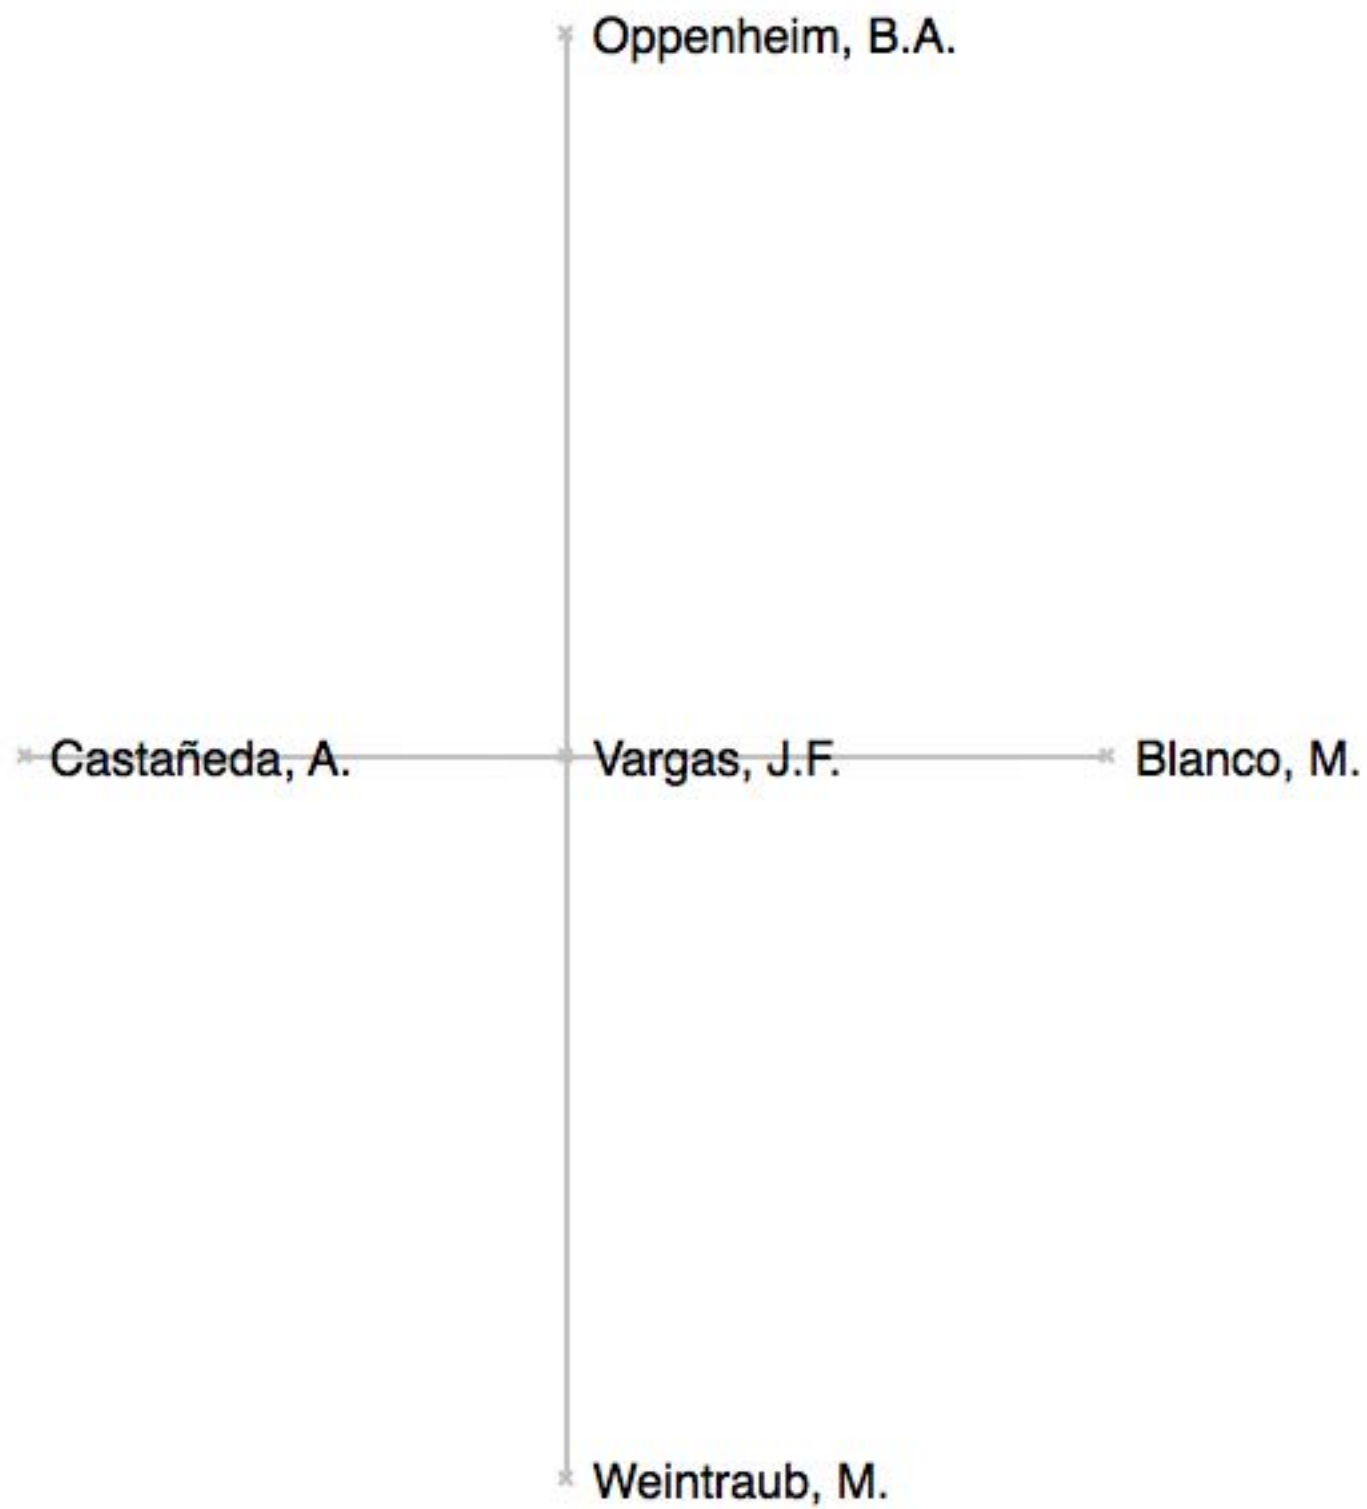 Oppenheim, B.A.
Castañeda, A.
Vargas, J.F.
Blanco, M.
Weintraub, M.